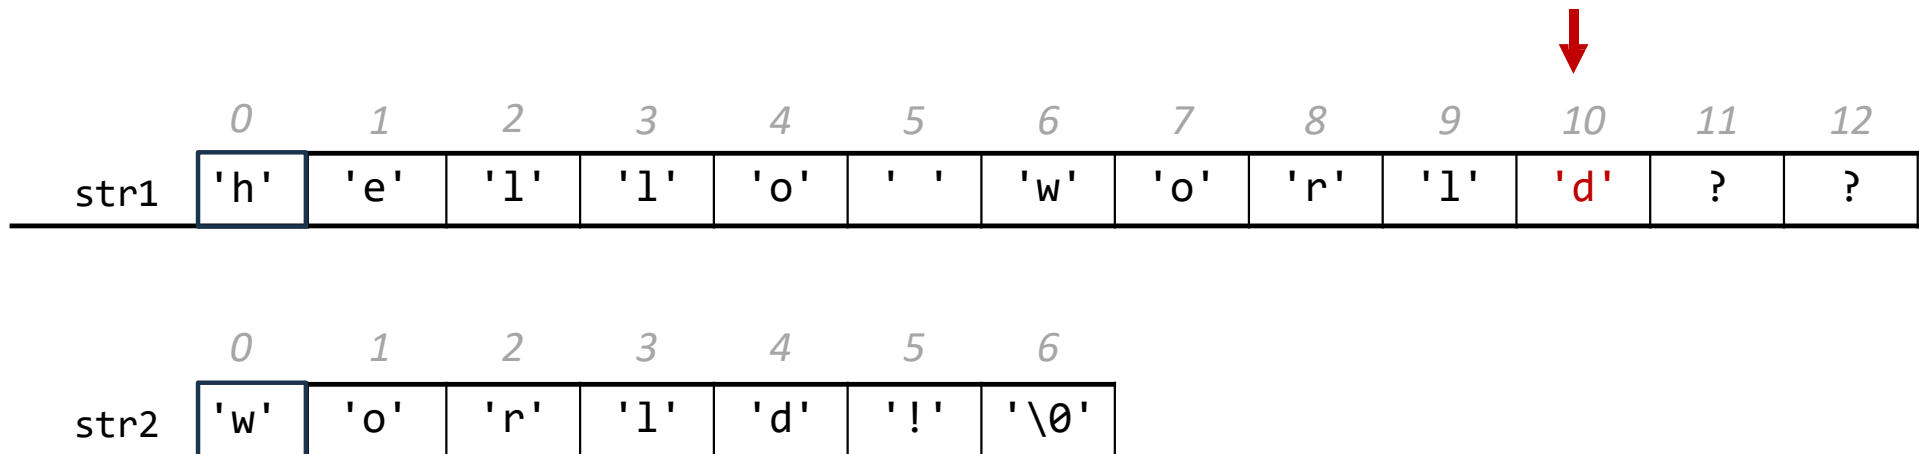 0 1 2 3 4 5 6 7 8 9 10 11 12
str1 'h' 'e' 'l' 'l' 'o' ' ' 'w' 'o' 'r' 'l' 'd' ? ?
0 1 2 3 4 5 6
str2 'w' 'o' 'r' 'l' 'd' '!' '\0'